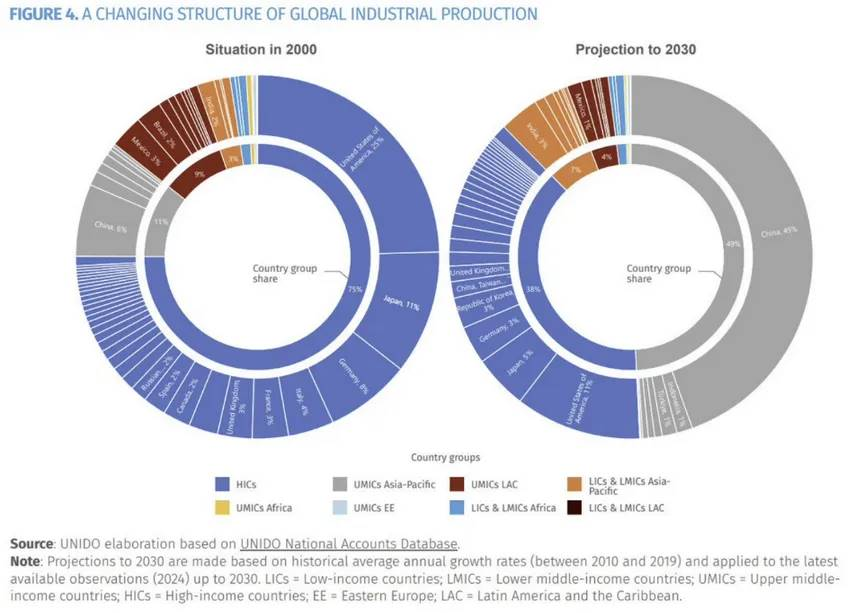 FIGURE 4. A CHANGING STRUCTURE OF GLOBAL INDUSTRIAL PRODUCTION
Situation in 2000
United States of
America, 25%
Japan, 11%
Germany, 8%
Italy, 4%
France, 3%
United Kingdom,
3%
Canada, 2%
Spain, 2%
Russian... 2%
China, 6%
Mexico, 3%
Brazil, 2%
India, 2%
75%
11%
9%
3%
Country group
share
Projection to 2030
China, 45%
Indonesia, 1%
Türkiye, 1%
United States of
America, 11%
Japan, 5%
Germany, 3%
Republic of Korea,
3%
China, Taiwan...
United Kingdom...
India, 3%
Mexico, 1%
49%
38%
7%
4%
Country group
share
Country groups
HICs
UMICs Asia-Pacific
UMICs LAC
LICs & LMICs Asia-
Pacific
UMICs Africa
UMICs EE
LICs & LMICs Africa
LICs & LMICs LAC
Source: UNIDO elaboration based on UNIDO National Accounts Database.
Note: Projections to 2030 are made based on historical average annual growth rates (between 2010 and 2019) and applied to the latest
available observations (2024) up to 2030. LICs = Low-income countries; LMICs = Lower middle-income countries; UMICs = Upper middle-
income countries; HICs = High-income countries; EE = Eastern Europe; LAC = Latin America and the Caribbean.